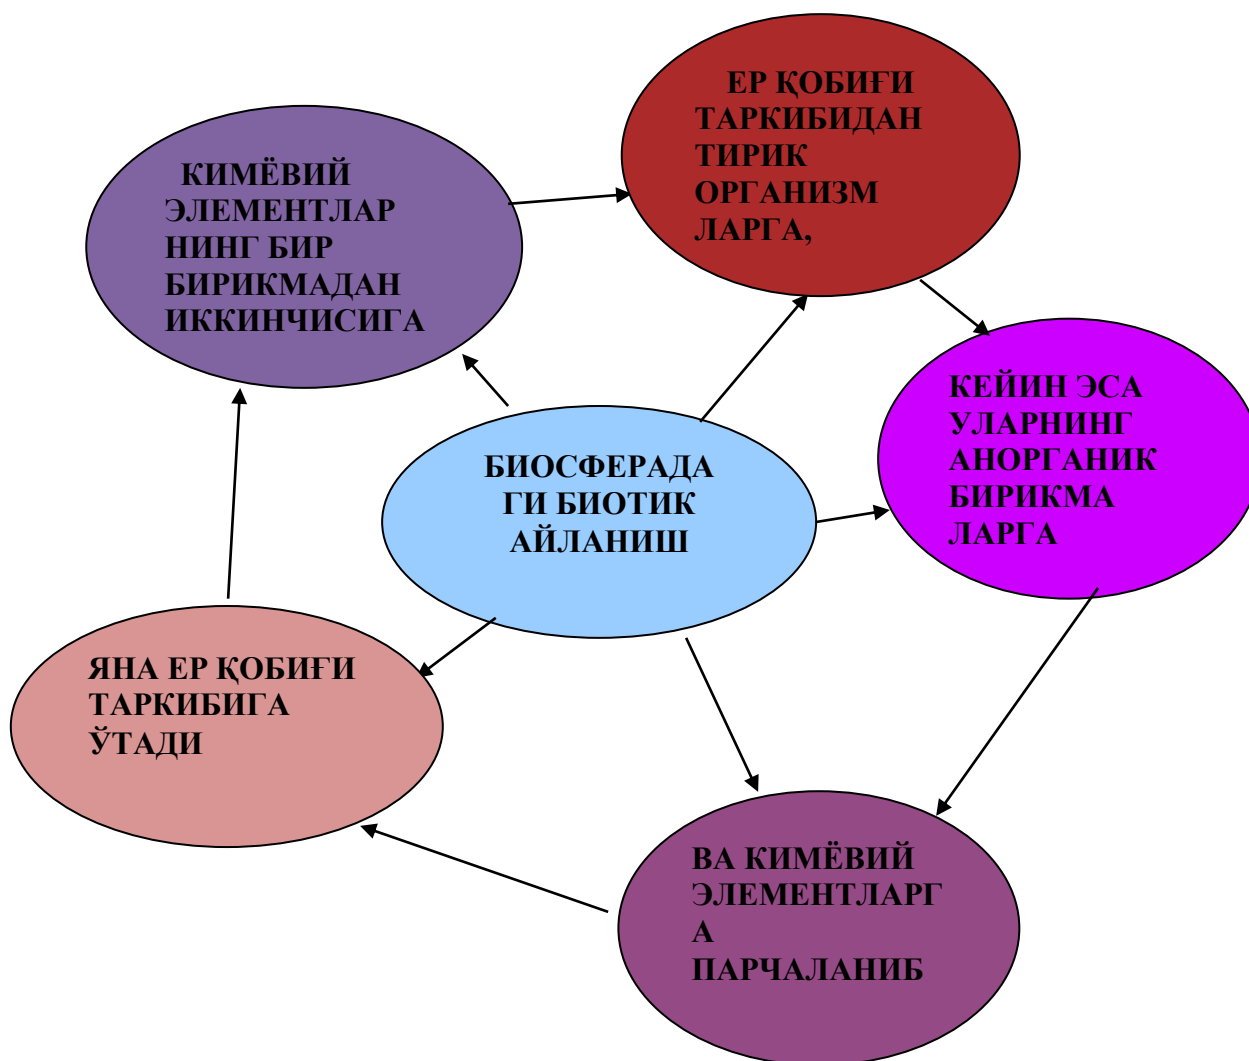 КИМЁВИЙ
ЭЛЕМЕНТЛАР
НИНГ БИР
БИРИКМАДАН
ИККИНЧИСИГА
ЕР ҚОБИҒИ
ТАРКИБИДАН
ТИРИК
ОРГАНИЗМ
ЛАРГА,
КЕЙИН ЭСА
УЛАРНИНГ
АНОРГАНИК
БИРИКМА
ЛАРГА
БИОСФЕРАДА
ГИ БИОТИК
АЙЛАНИШ
ЯНА ЕР ҚОБИҒИ
ТАРКИБИГА
ЎТАДИ
ВА КИМЁВИЙ
ЭЛЕМЕНТЛАРГ
А
ПАРЧАЛАНИБ